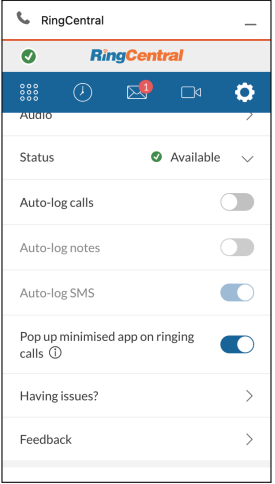 RingCentral
RingCentral
1
Audio
Status Available
Auto-log calls
Auto-log notes
Auto-log SMS
Pop up minimised app on ringing
calls
Having issues?
Feedback